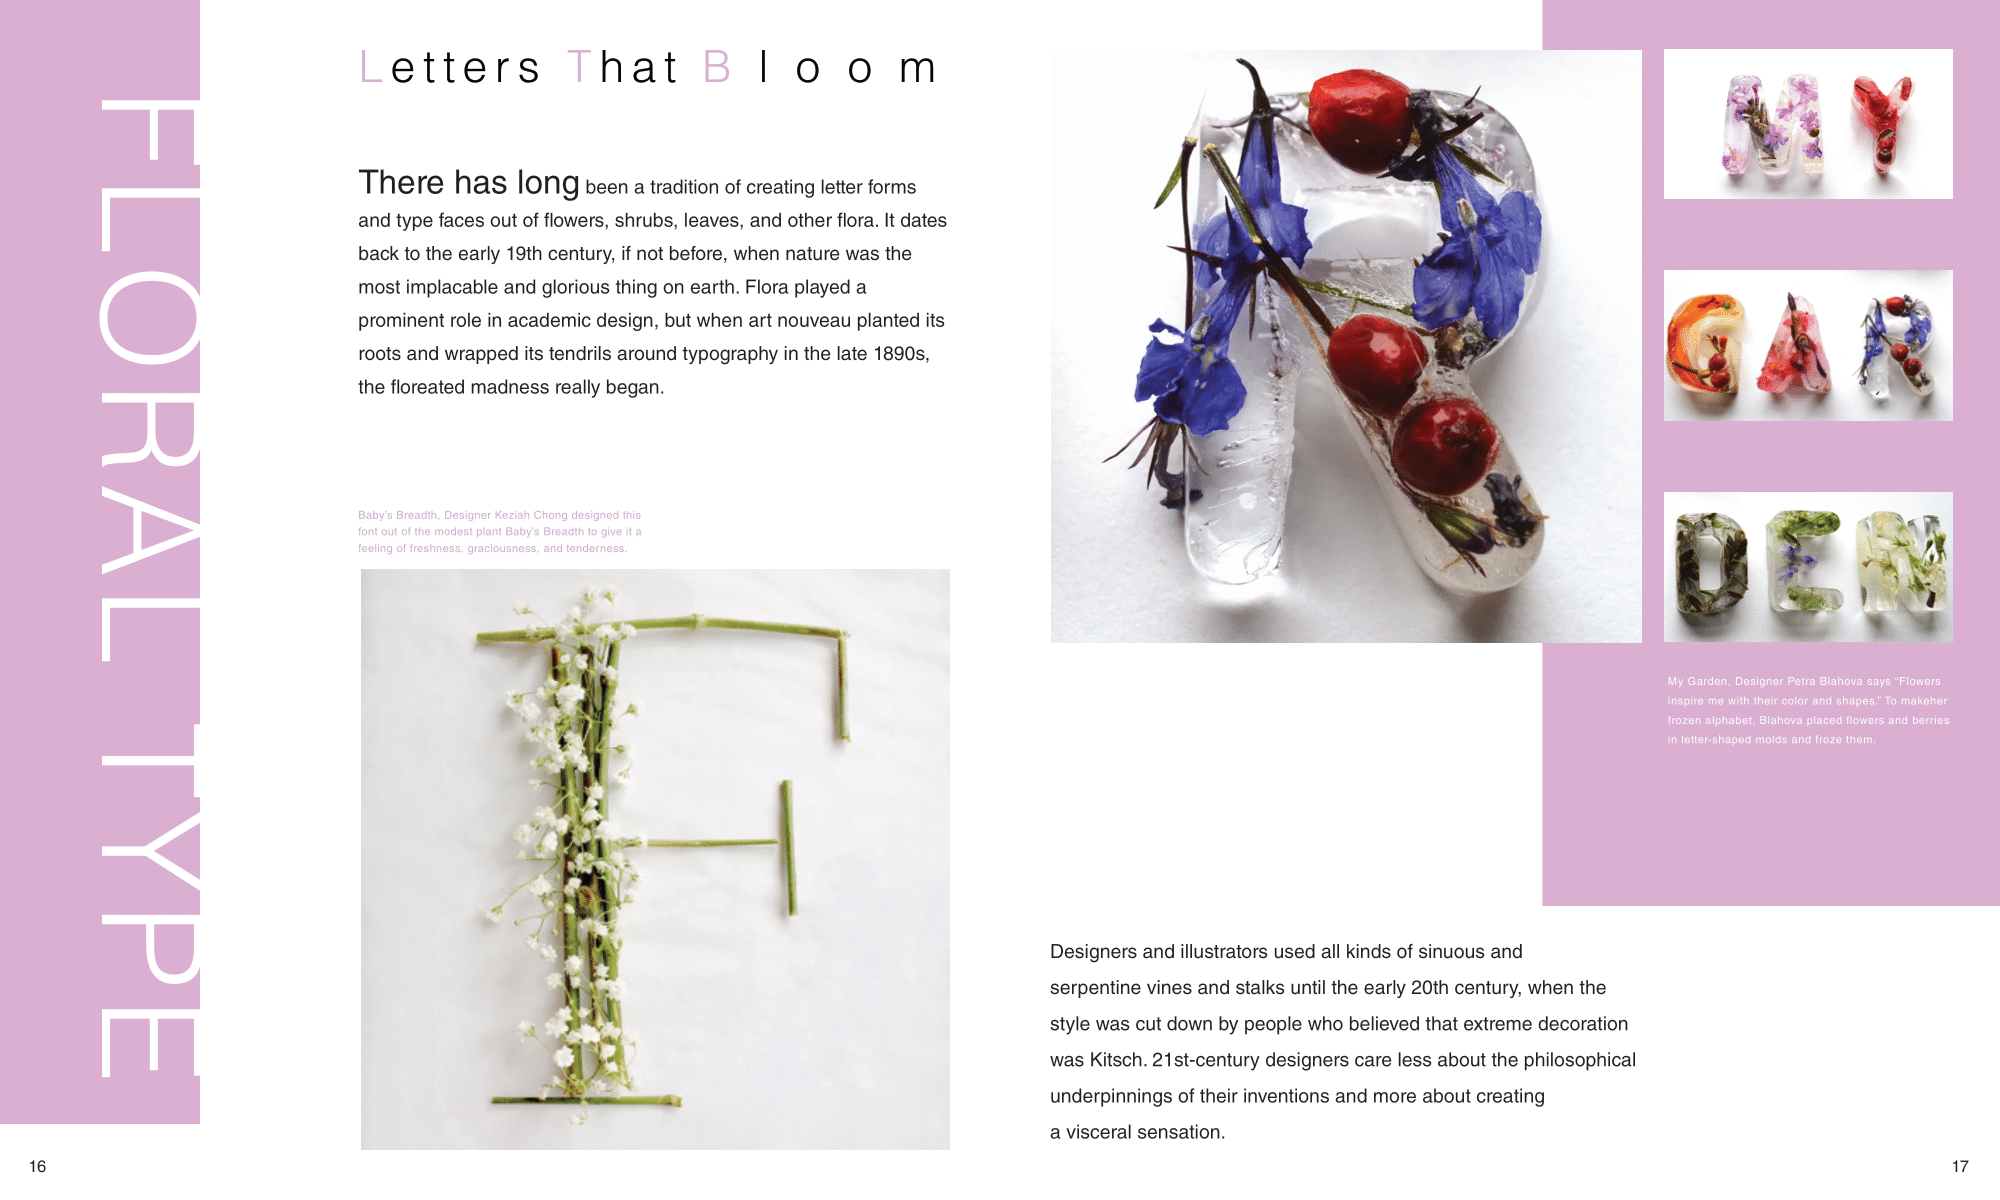 FLORAL TYPE
Letters That Bloom
There has long been a tradition of creating letter forms
and type faces out of flowers, shrubs, leaves, and other flora. It dates
back to the early 19th century, if not before, when nature was the
most implacable and glorious thing on earth. Flora played a
prominent role in academic design, but when art nouveau planted its
roots and wrapped its tendrils around typography in the late 1890s,
the floreated madness really began.
Baby's Breadth, Designer Keziah Chong designed this
font out of the modest plant Baby's Breadth to give it a
feeling of freshness, graciousness, and tenderness.
F
16
R
MY
GAR
DEN
My Garden, Designer Petra Blahova says “Flowers
inspire me with their color and shapes.” To makeher
frozen alphabet, Blahova placed flowers and berries
in letter-shaped molds and froze them.
Designers and illustrators used all kinds of sinuous and
serpentine vines and stalks until the early 20th century, when the
style was cut down by people who believed that extreme decoration
was Kitsch. 21st-century designers care less about the philosophical
underpinnings of their inventions and more about creating
a visceral sensation.
17